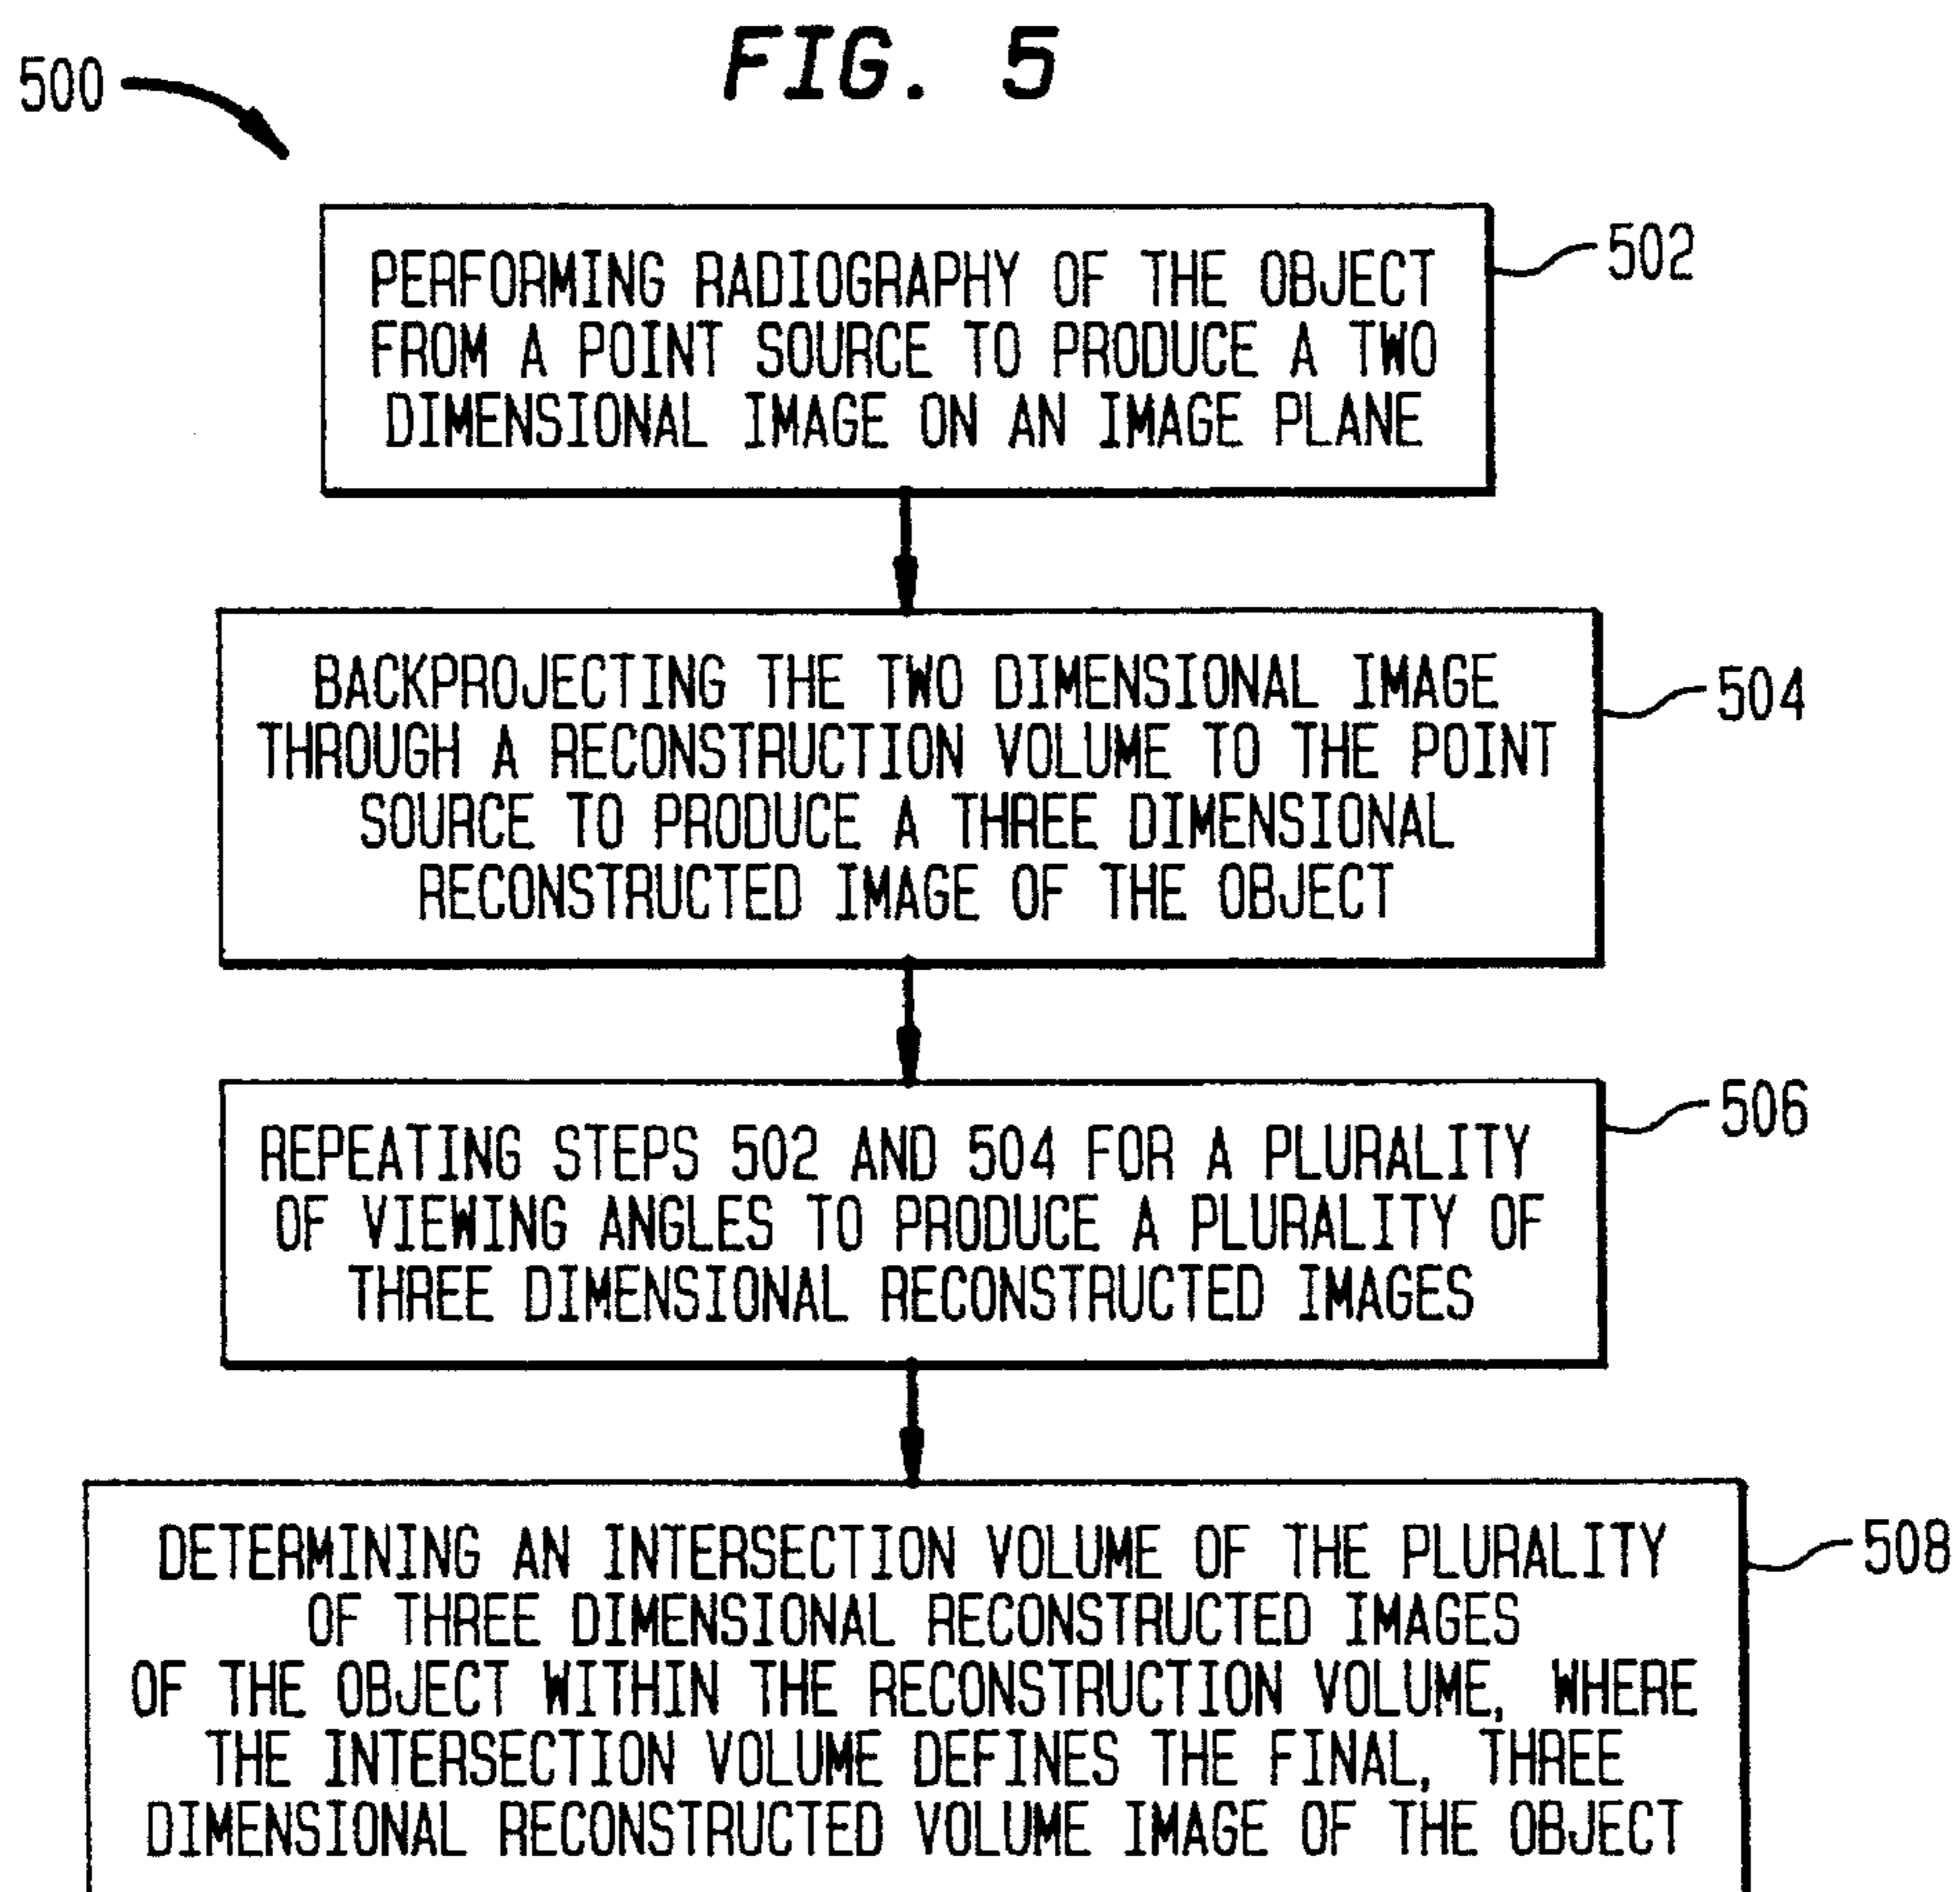 FIG. 5
500
PERFORMING RADIOGRAPHY OF THE OBJECT
FROM A POINT SOURCE TO PRODUCE A TWO
DIMENSIONAL IMAGE ON AN IMAGE PLANE
502
BACKPROJECTING THE TWO DIMENSIONAL IMAGE
THROUGH A RECONSTRUCTION VOLUME TO THE POINT
SOURCE TO PRODUCE A THREE DIMENSIONAL
RECONSTRUCTED IMAGE OF THE OBJECT
504
REPEATING STEPS 502 AND 504 FOR A PLURALITY
OF VIEWING ANGLES TO PRODUCE A PLURALITY OF
THREE DIMENSIONAL RECONSTRUCTED IMAGES
506
DETERMINING AN INTERSECTION VOLUME OF THE PLURALITY
OF THREE DIMENSIONAL RECONSTRUCTED IMAGES
OF THE OBJECT WITHIN THE RECONSTRUCTION VOLUME, WHERE
THE INTERSECTION VOLUME DEFINES THE FINAL, THREE
DIMENSIONAL RECONSTRUCTED VOLUME IMAGE OF THE OBJECT
508